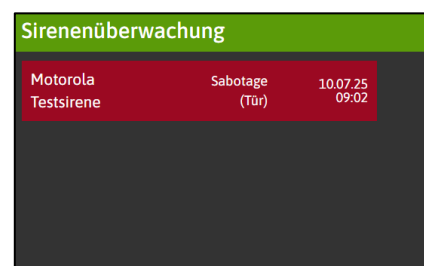 Sirenenüberwachung
Motorola Sabotage 10.07.25
Testsirene (Tür) 09:02